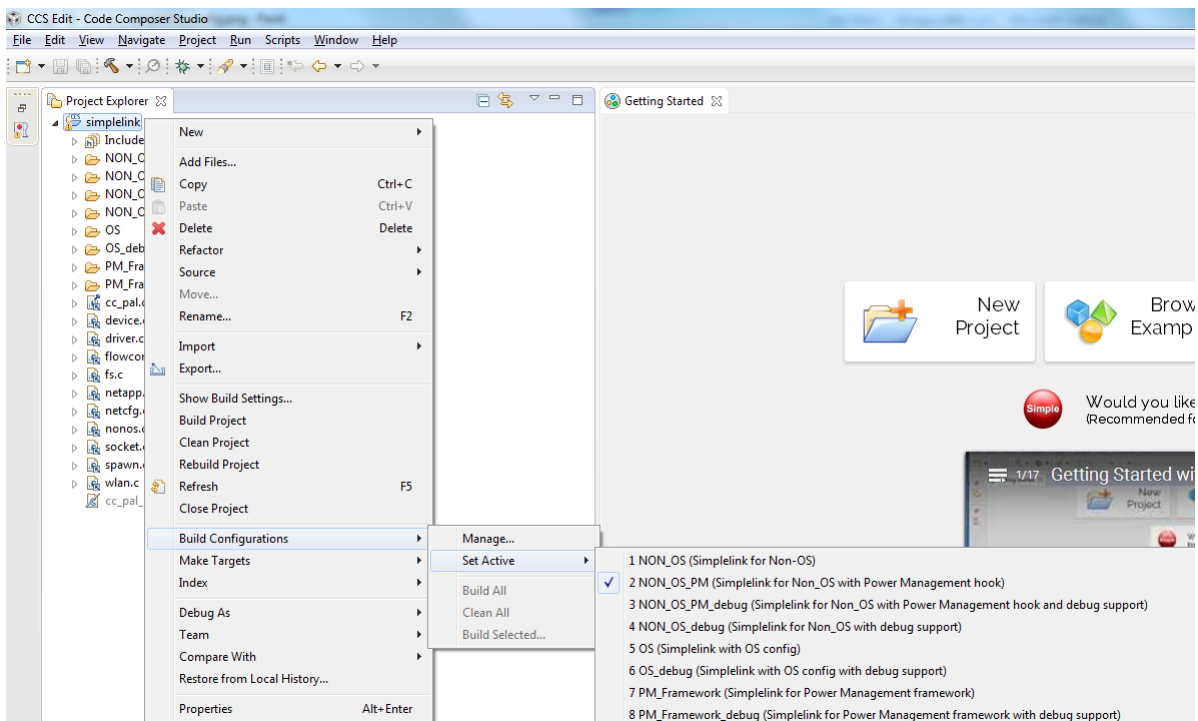 CCS Edit - Code Composer Studio
File Edit View Navigate Project Run Scripts Window Help
Project Explorer
simplelink
Include
NON_O
NON_O
NON_O
NON_O
OS
OS_deb
PM_Fra
PM_Fra
cc_pal.c
device.c
driver.c
flowcon
fs.c
netapp.
netcfg.c
nonos.c
socket.c
spawn.c
wlan.c
cc_pal_
New
Add Files...
Copy Ctrl+C
Paste Ctrl+V
Delete Delete
Refactor
Source
Move...
Rename... F2
Import
Export...
Show Build Settings...
Build Project
Clean Project
Rebuild Project
Refresh F5
Close Project
Build Configurations
Make Targets
Index
Debug As
Team
Compare With
Restore from Local History...
Properties Alt+Enter
Manage...
Set Active
Build All
Clean All
Build Selected...
1 NON_OS (Simplelink for Non-OS)
2 NON_OS_PM (Simplelink for Non_OS with Power Management hook)
3 NON_OS_PM_debug (Simplelink for Non_OS with Power Management hook and debug support)
4 NON_OS_debug (Simplelink for Non_OS with debug support)
5 OS (Simplelink with OS config)
6 OS_debug (Simplelink with OS config with debug support)
7 PM_Framework (Simplelink for Power Management framework)
8 PM_Framework_debug (Simplelink for Power Management framework with debug support)
Getting Started
New
Project
Brow
Examp
Simple
Would you like
(Recommended fo
1/17 Getting Started wi
New
Project